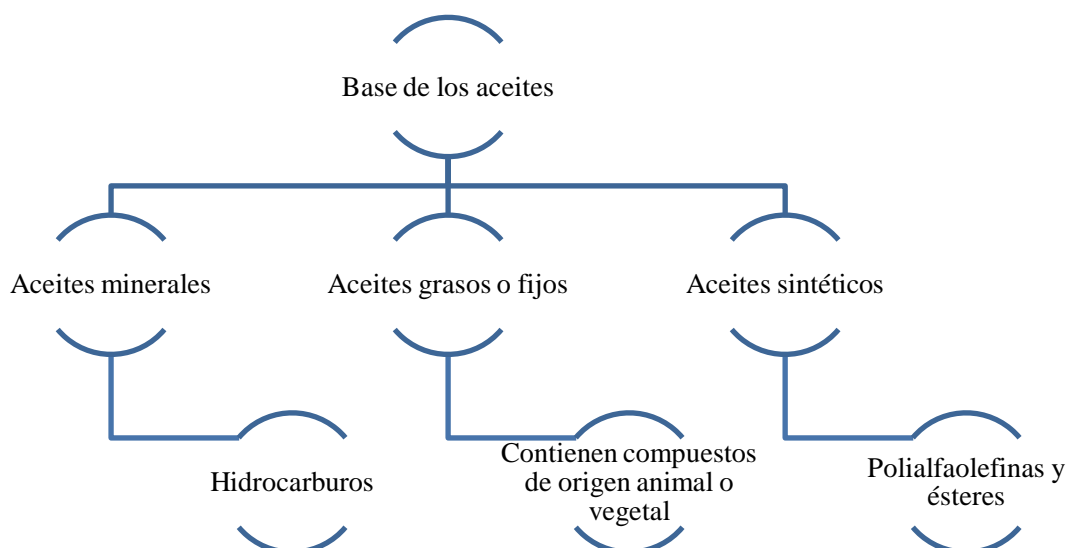 Base de los aceites
Aceites minerales
Aceites grasos o fijos
Aceites sintéticos
Hidrocarburos
Contienen compuestos
de origen animal o
vegetal
Polialfaolefinas y
ésteres